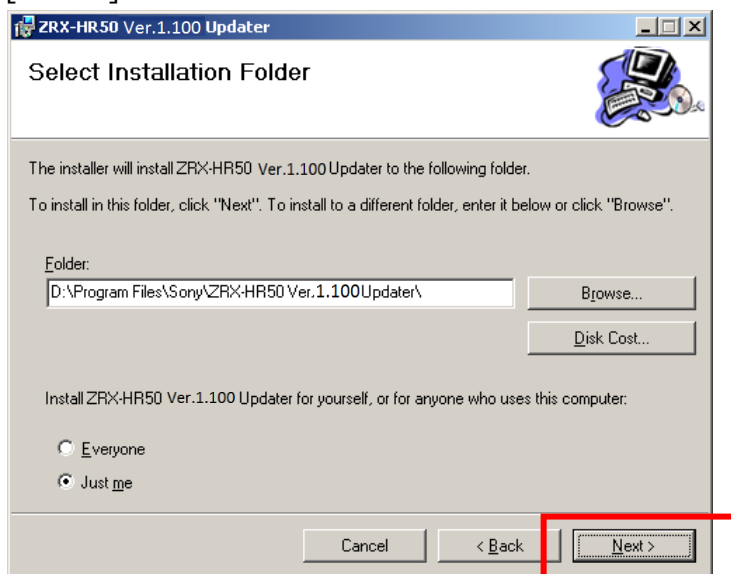 ZRX-HR50 Ver.1.100 Updater
Select Installation Folder
The installer will install ZRX-HR50 Ver.1.100 Updater to the following folder.
To install in this folder, click "Next". To install to a different folder, enter it below or click "Browse".
Folder:
D:\Program Files\Sony\ZRX-HR50 Ver.1.100Updater\
Browse...
Disk Cost...
Install ZRX-HR50 Ver.1.100 Updater for yourself, or for anyone who uses this computer:
Everyone
Just me
Cancel < Back Next >